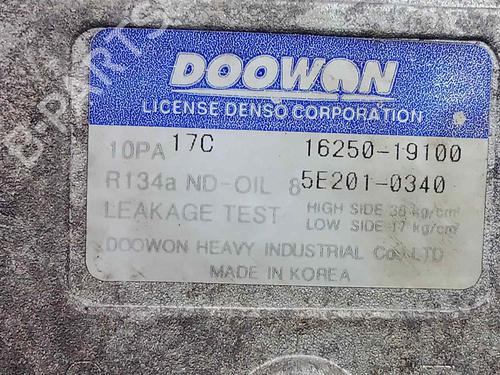 DOOWON
LICENSE DENSO CORPORATION
10PA 17C 16250-19100
R134a ND-OIL 8 5E201-0340
LEAKAGE TEST HIGH SIDE 36 kg/cm²
LOW SIDE 17 kg/cm²
DOOWON HEAVY INDUSTRIAL Co., LTD
MADE IN KOREA
B-PARTS